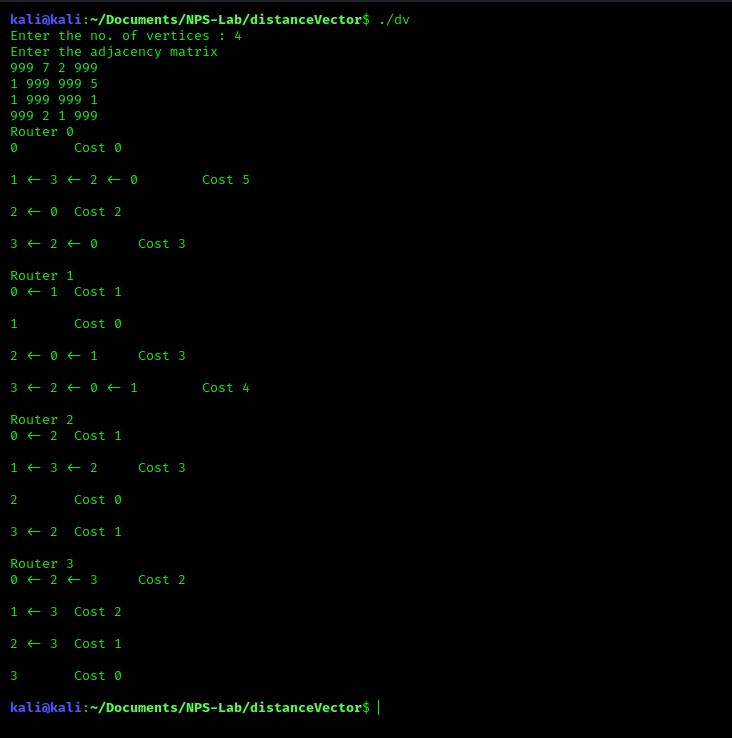 kali@kali:~/Documents/NPS-Lab/distanceVector$ ./dv
Enter the no. of vertices : 4
Enter the adjacency matrix
999 7 2 999
1 999 999 5
1 999 999 1
999 2 1 999
Router 0
0       Cost 0
1 <- 3 <- 2 <- 0        Cost 5
2 <- 0  Cost 2
3 <- 2 <- 0     Cost 3
Router 1
0 <- 1  Cost 1
1       Cost 0
2 <- 0 <- 1     Cost 3
3 <- 2 <- 0 <- 1        Cost 4
Router 2
0 <- 2  Cost 1
1 <- 3 <- 2     Cost 3
2       Cost 0
3 <- 2  Cost 1
Router 3
0 <- 2 <- 3     Cost 2
1 <- 3  Cost 2
2 <- 3  Cost 1
3       Cost 0
kali@kali:~/Documents/NPS-Lab/distanceVector$